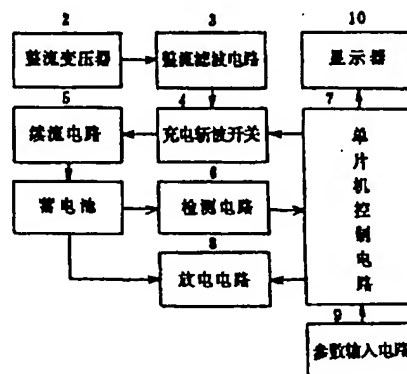 2 3 10
整流变压器 整流滤波电路 显示器
5 4 7
续流电路 充电斩波开关 单片机控制电路
6
蓄电池 检测电路
8
放电电路
9
参数输入电路